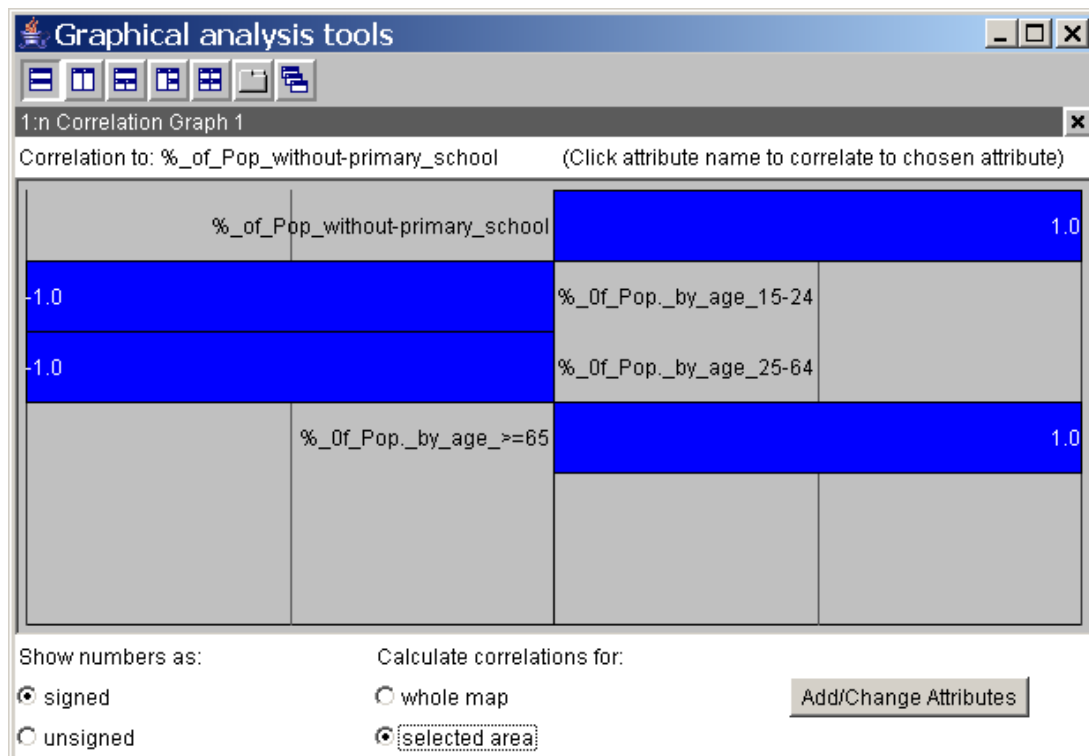 Graphical analysis tools
1:n Correlation Graph 1
Correlation to: %_of_Pop_without-primary_school (Click attribute name to correlate to chosen attribute)
%_of_Pop_without-primary_school 1.0
-1.0 %_0f_Pop._by_age_15-24
-1.0 %_0f_Pop._by_age_25-64
%_0f_Pop._by_age_>=65 1.0
Show numbers as: Calculate correlations for:
signed whole map Add/Change Attributes
unsigned selected area